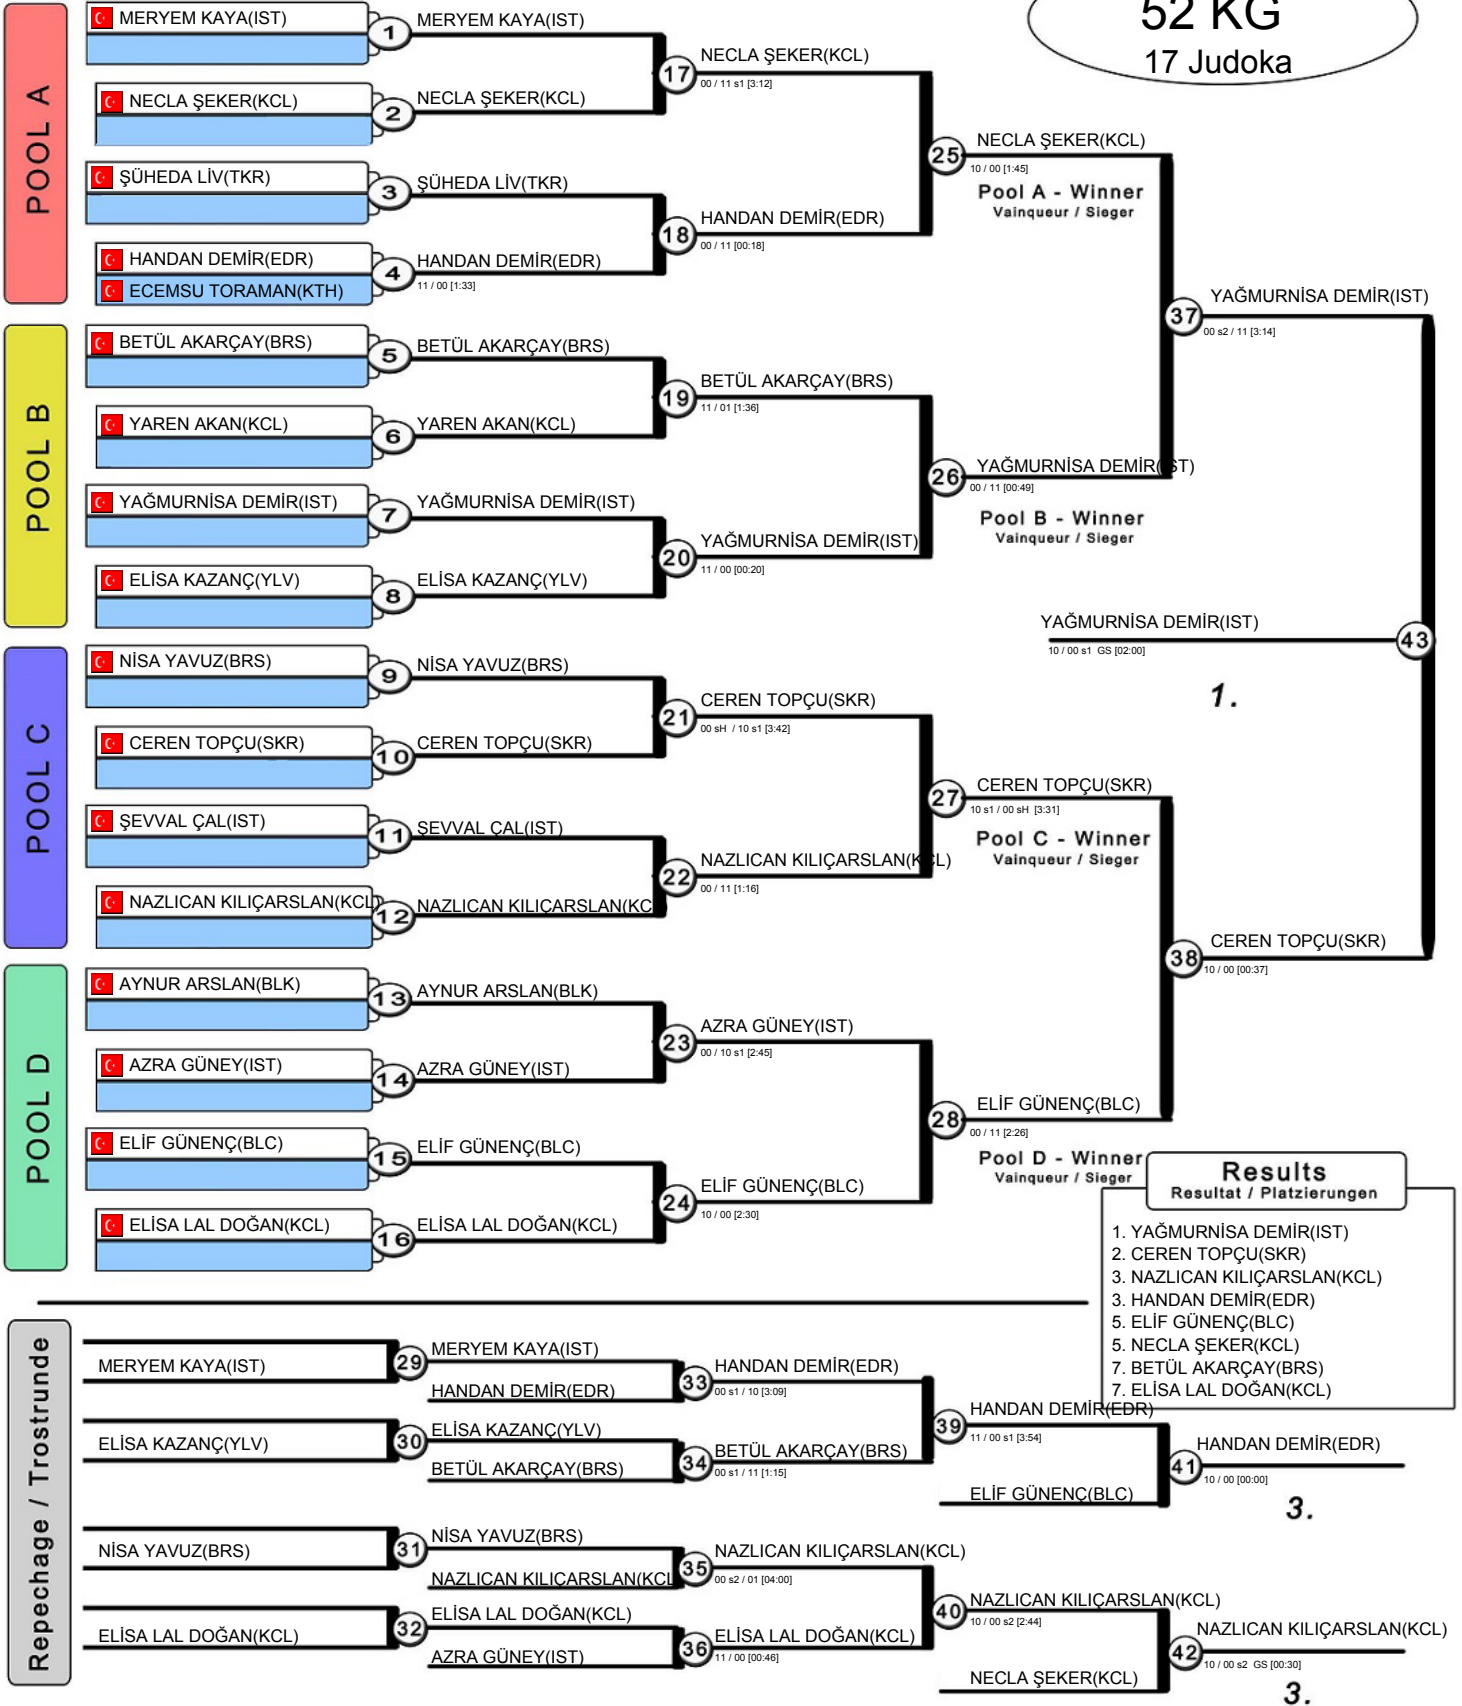 52 KG
17 Judoka
POOL A
MERYEM KAYA(IST)
1
MERYEM KAYA(IST)
NECLA ŞEKER(KCL)
2
NECLA ŞEKER(KCL)
17
NECLA ŞEKER(KCL)
00 / 11 s1 [3:12]
ŞÜHEDA LİV(TKR)
3
ŞÜHEDA LİV(TKR)
HANDAN DEMİR(EDR)
ECEMSU TORAMAN(KTH)
4
HANDAN DEMİR(EDR)
11 / 00 [1:33]
18
HANDAN DEMİR(EDR)
00 / 11 [00:18]
25
NECLA ŞEKER(KCL)
10 / 00 [1:45]
Pool A - Winner
Vainqueur / Sieger
POOL B
BETÜL AKARÇAY(BRS)
5
BETÜL AKARÇAY(BRS)
YAREN AKAN(KCL)
6
YAREN AKAN(KCL)
19
BETÜL AKARÇAY(BRS)
11 / 01 [1:36]
YAĞMURNİSA DEMİR(IST)
7
YAĞMURNİSA DEMİR(IST)
ELİSA KAZANÇ(YLV)
8
ELİSA KAZANÇ(YLV)
20
YAĞMURNİSA DEMİR(IST)
11 / 00 [00:20]
26
YAĞMURNİSA DEMİR(IST)
00 / 11 [00:49]
Pool B - Winner
Vainqueur / Sieger
37
YAĞMURNİSA DEMİR(IST)
00 s2 / 11 [3:14]
YAĞMURNİSA DEMİR(IST)
43
10 / 00 s1 GS [02:00]
1.
POOL C
NİSA YAVUZ(BRS)
9
NİSA YAVUZ(BRS)
CEREN TOPÇU(SKR)
10
CEREN TOPÇU(SKR)
21
CEREN TOPÇU(SKR)
00 sH / 10 s1 [3:42]
ŞEVVAL ÇAL(IST)
11
ŞEVVAL ÇAL(IST)
NAZLICAN KILIÇARSLAN(KCL)
12
NAZLICAN KILIÇARSLAN(KCL)
22
NAZLICAN KILIÇARSLAN(KCL)
00 / 11 [1:16]
27
CEREN TOPÇU(SKR)
10 s1 / 00 sH [3:31]
Pool C - Winner
Vainqueur / Sieger
POOL D
AYNUR ARSLAN(BLK)
13
AYNUR ARSLAN(BLK)
AZRA GÜNEY(IST)
14
AZRA GÜNEY(IST)
23
AZRA GÜNEY(IST)
00 / 10 s1 [2:45]
ELİF GÜNENÇ(BLC)
15
ELİF GÜNENÇ(BLC)
ELİSA LAL DOĞAN(KCL)
16
ELİSA LAL DOĞAN(KCL)
24
ELİF GÜNENÇ(BLC)
10 / 00 [2:30]
28
ELİF GÜNENÇ(BLC)
00 / 11 [2:26]
Pool D - Winner
Vainqueur / Sieger
38
CEREN TOPÇU(SKR)
10 / 00 [00:37]
Results
Resultat / Platzierungen
1. YAĞMURNİSA DEMİR(IST)
2. CEREN TOPÇU(SKR)
3. NAZLICAN KILIÇARSLAN(KCL)
3. HANDAN DEMİR(EDR)
5. ELİF GÜNENÇ(BLC)
5. NECLA ŞEKER(KCL)
7. BETÜL AKARÇAY(BRS)
7. ELİSA LAL DOĞAN(KCL)
Repechage / Trostrunde
MERYEM KAYA(IST)
29
MERYEM KAYA(IST)
HANDAN DEMİR(EDR)
33
HANDAN DEMİR(EDR)
00 s1 / 10 [3:09]
ELİSA KAZANÇ(YLV)
30
ELİSA KAZANÇ(YLV)
BETÜL AKARÇAY(BRS)
34
BETÜL AKARÇAY(BRS)
00 s1 / 11 [1:15]
39
HANDAN DEMİR(EDR)
11 / 00 s1 [3:54]
ELİF GÜNENÇ(BLC)
41
HANDAN DEMİR(EDR)
10 / 00 [00:00]
3.
NİSA YAVUZ(BRS)
31
NİSA YAVUZ(BRS)
NAZLICAN KILIÇARSLAN(KCL
35
NAZLICAN KILIÇARSLAN(KCL)
00 s2 / 01 [04:00]
ELİSA LAL DOĞAN(KCL)
32
ELİSA LAL DOĞAN(KCL)
AZRA GÜNEY(IST)
36
ELİSA LAL DOĞAN(KCL)
11 / 00 [00:46]
40
NAZLICAN KILIÇARSLAN(KCL)
10 / 00 s2 [2:44]
NECLA ŞEKER(KCL)
42
NAZLICAN KILIÇARSLAN(KCL)
10 / 00 s2 GS [00:30]
3.